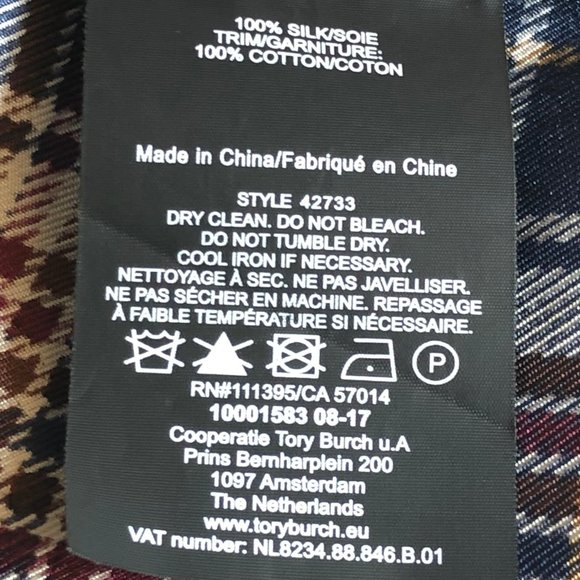 100% SILK/SOIE
TRIM/GARNITURE:
100% COTTON/COTON
Made in China/Fabriqué en Chine
STYLE 42733
DRY CLEAN. DO NOT BLEACH.
DO NOT TUMBLE DRY.
COOL IRON IF NECESSARY.
NETTOYAGE À SEC. NE PAS JAVELLISER.
NE PAS SÉCHER EN MACHINE. REPASSAGE
À FAIBLE TEMPÉRATURE SI NÉCESSAIRE.
P
RN#111395/CA 57014
10001583 08-17
Cooperatie Tory Burch u.A
Prins Bernharplein 200
1097 Amsterdam
The Netherlands
www.toryburch.eu
VAT number: NL8234.88.846.B.01